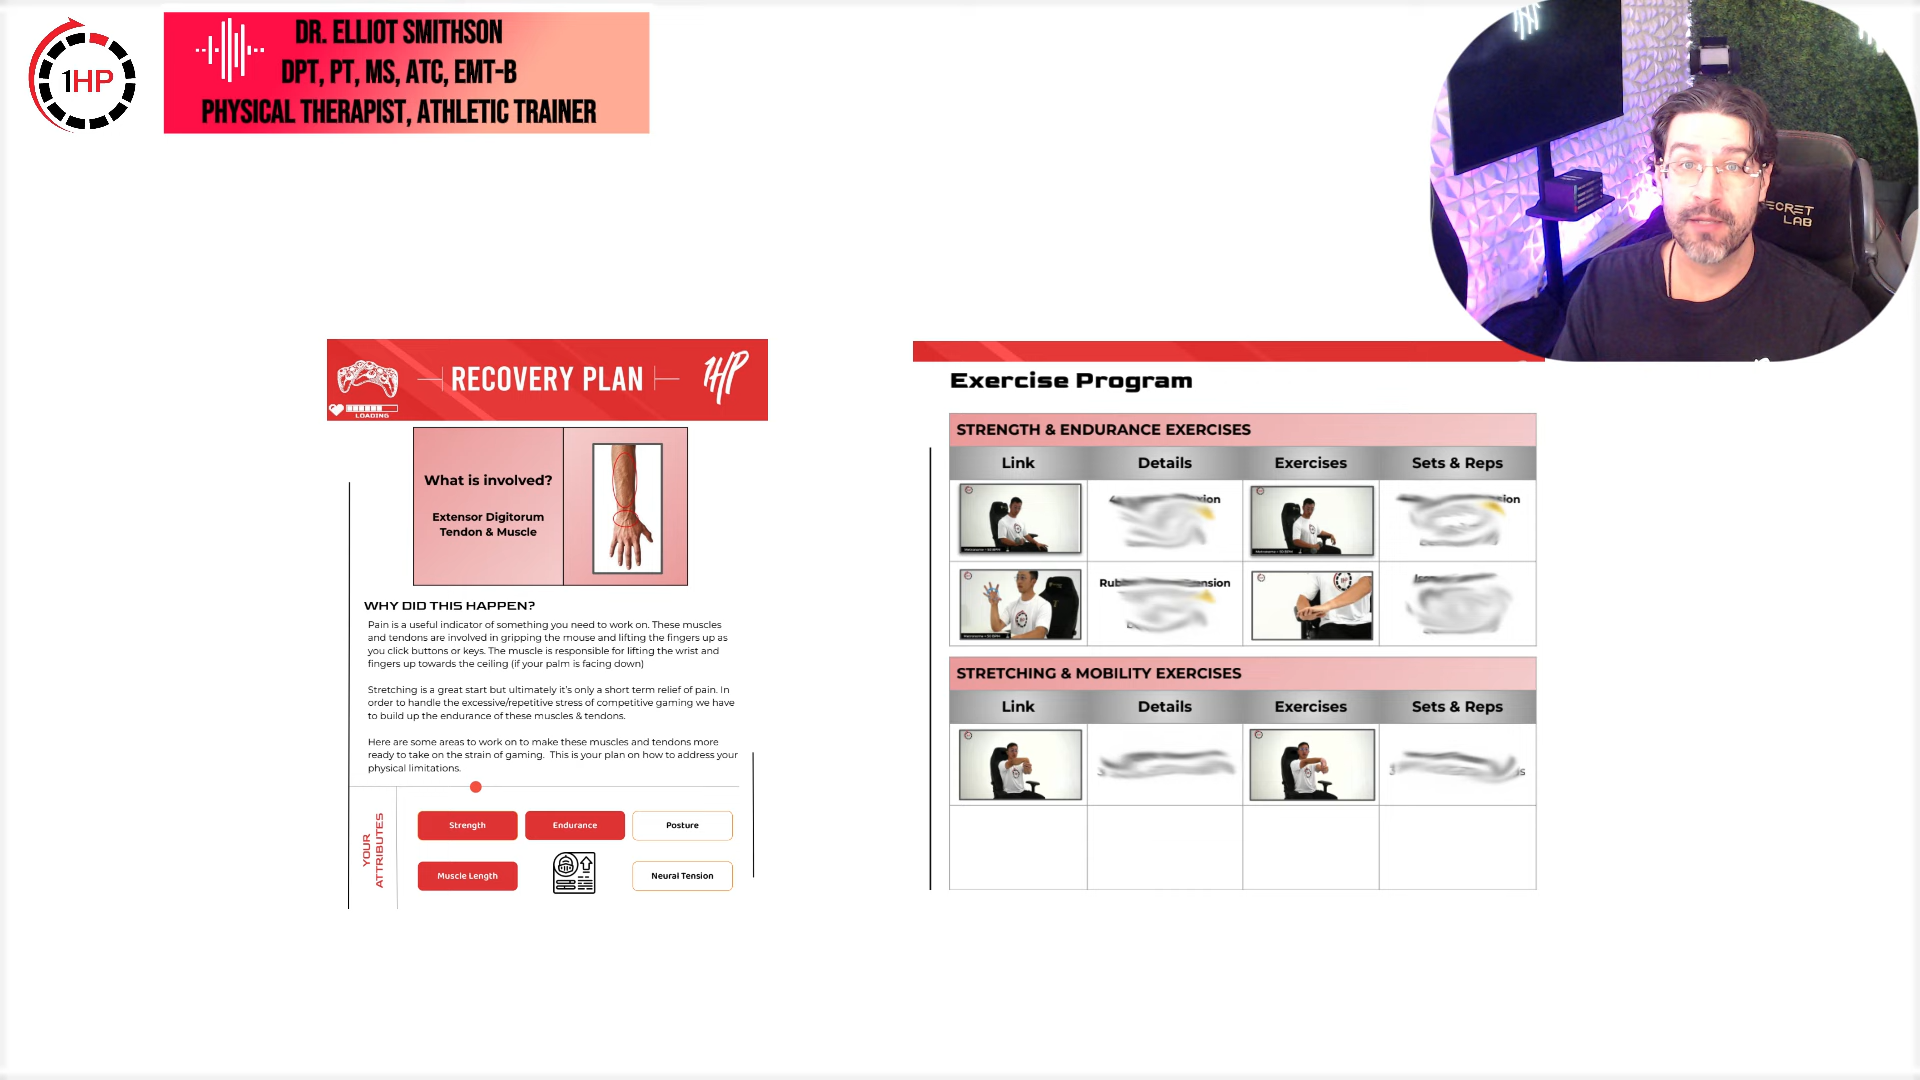 1HP
DR. ELLIOT SMITHSON
DPT, PT, MS, ATC, EMT-B
PHYSICAL THERAPIST, ATHLETIC TRAINER
SECRET
LAB
RECOVERY PLAN
1HP
LOADING
What is involved?
Extensor Digitorum
Tendon & Muscle
WHY DID THIS HAPPEN?
Pain is a useful indicator of something you need to work on. These muscles
and tendons are involved in gripping the mouse and lifting the fingers up as
you click buttons or keys. The muscle is responsible for lifting the wrist and
fingers up towards the ceiling (if your palm is facing down)
Stretching is a great start but ultimately it's only a short term relief of pain. In
order to handle the excessive/repetitive stress of competitive gaming we have
to build up the endurance of these muscles & tendons.
Here are some areas to work on to make these muscles and tendons more
ready to take on the strain of gaming. This is your plan on how to address your
physical limitations.
YOUR
ATTRIBUTES
Strength Endurance Posture
Muscle Length Neural Tension
Exercise Program
STRENGTH & ENDURANCE EXERCISES
Link Details Exercises Sets & Reps
STRETCHING & MOBILITY EXERCISES
Link Details Exercises Sets & Reps